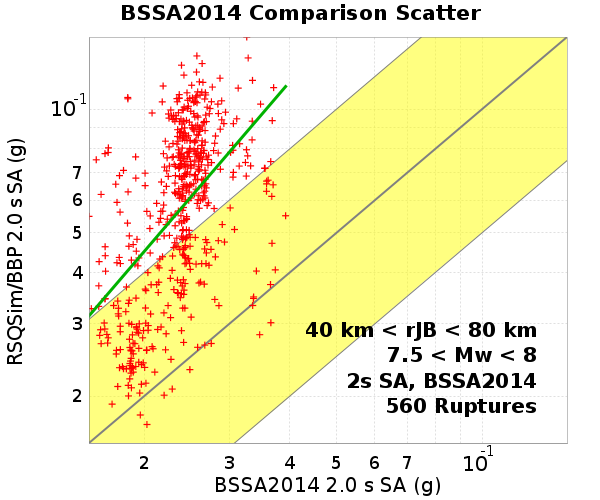 BSSA2014 Comparison Scatter
RSQSim/BBP 2.0 s SA (g)
10⁻¹
7
6
5
4
3
2
40 km < rJB < 80 km
7.5 < Mw < 8
2s SA, BSSA2014
560 Ruptures
2 3 4 5 6 7 10⁻¹
BSSA2014 2.0 s SA (g)